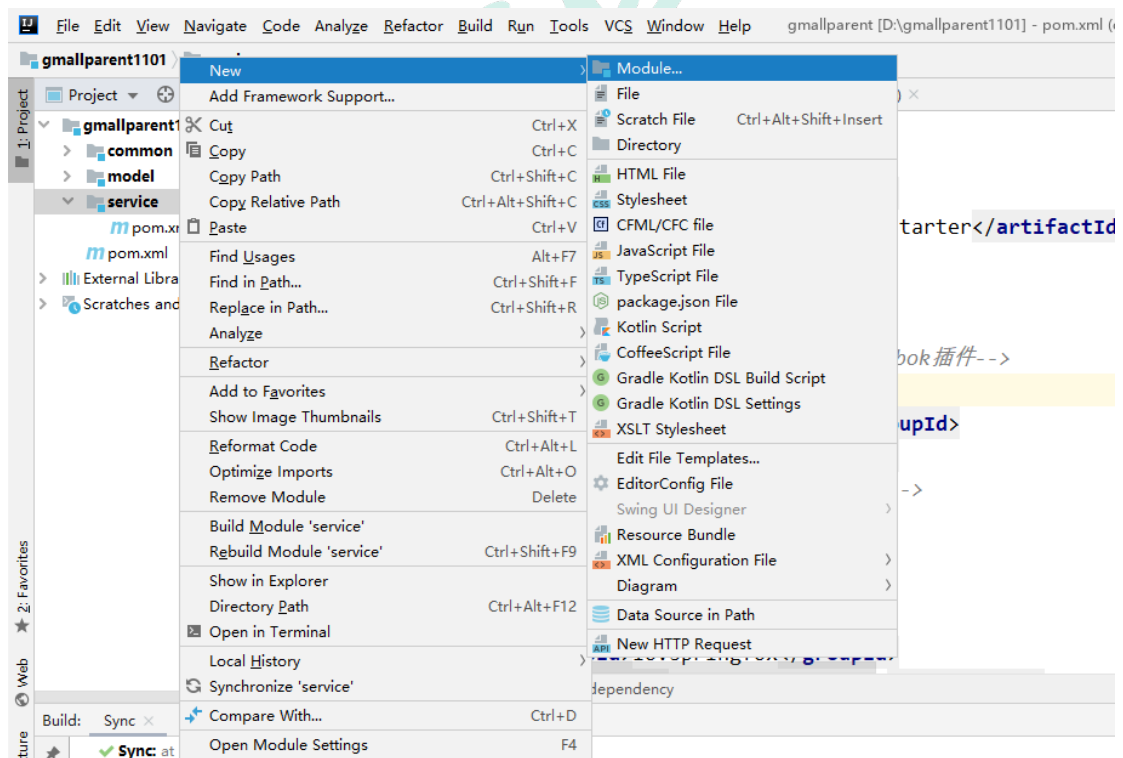 File Edit View Navigate Code Analyze Refactor Build Run Tools VCS Window Help gmallparent [D:\gmallparent1101] - pom.xml (
gmallparent1101
1: Project
Project
gmallparent1
common
model
service
pom.x
pom.xml
External Libra
Scratches and
New
Add Framework Support...
Cut Ctrl+X
Copy Ctrl+C
Copy Path Ctrl+Shift+C
Copy Relative Path Ctrl+Alt+Shift+C
Paste Ctrl+V
Find Usages Alt+F7
Find in Path... Ctrl+Shift+F
Replace in Path... Ctrl+Shift+R
Analyze
Refactor
Add to Favorites
Show Image Thumbnails Ctrl+Shift+T
Reformat Code Ctrl+Alt+L
Optimize Imports Ctrl+Alt+O
Remove Module Delete
Build Module 'service'
Rebuild Module 'service' Ctrl+Shift+F9
Show in Explorer
Directory Path Ctrl+Alt+F12
Open in Terminal
Local History
Synchronize 'service'
Compare With... Ctrl+D
Open Module Settings F4
Module...
File
Scratch File Ctrl+Alt+Shift+Insert
Directory
HTML File
Stylesheet
CFML/CFC file
JavaScript File
TypeScript File
package.json File
Kotlin Script
CoffeeScript File
Gradle Kotlin DSL Build Script
Gradle Kotlin DSL Settings
XSLT Stylesheet
Edit File Templates...
EditorConfig File
Swing UI Designer
Resource Bundle
XML Configuration File
Diagram
Data Source in Path
New HTTP Request
tarter</artifactId
bok插件-->
upId>
->
dependency
2: Favorites
Web
ture
Build: Sync
Sync: at